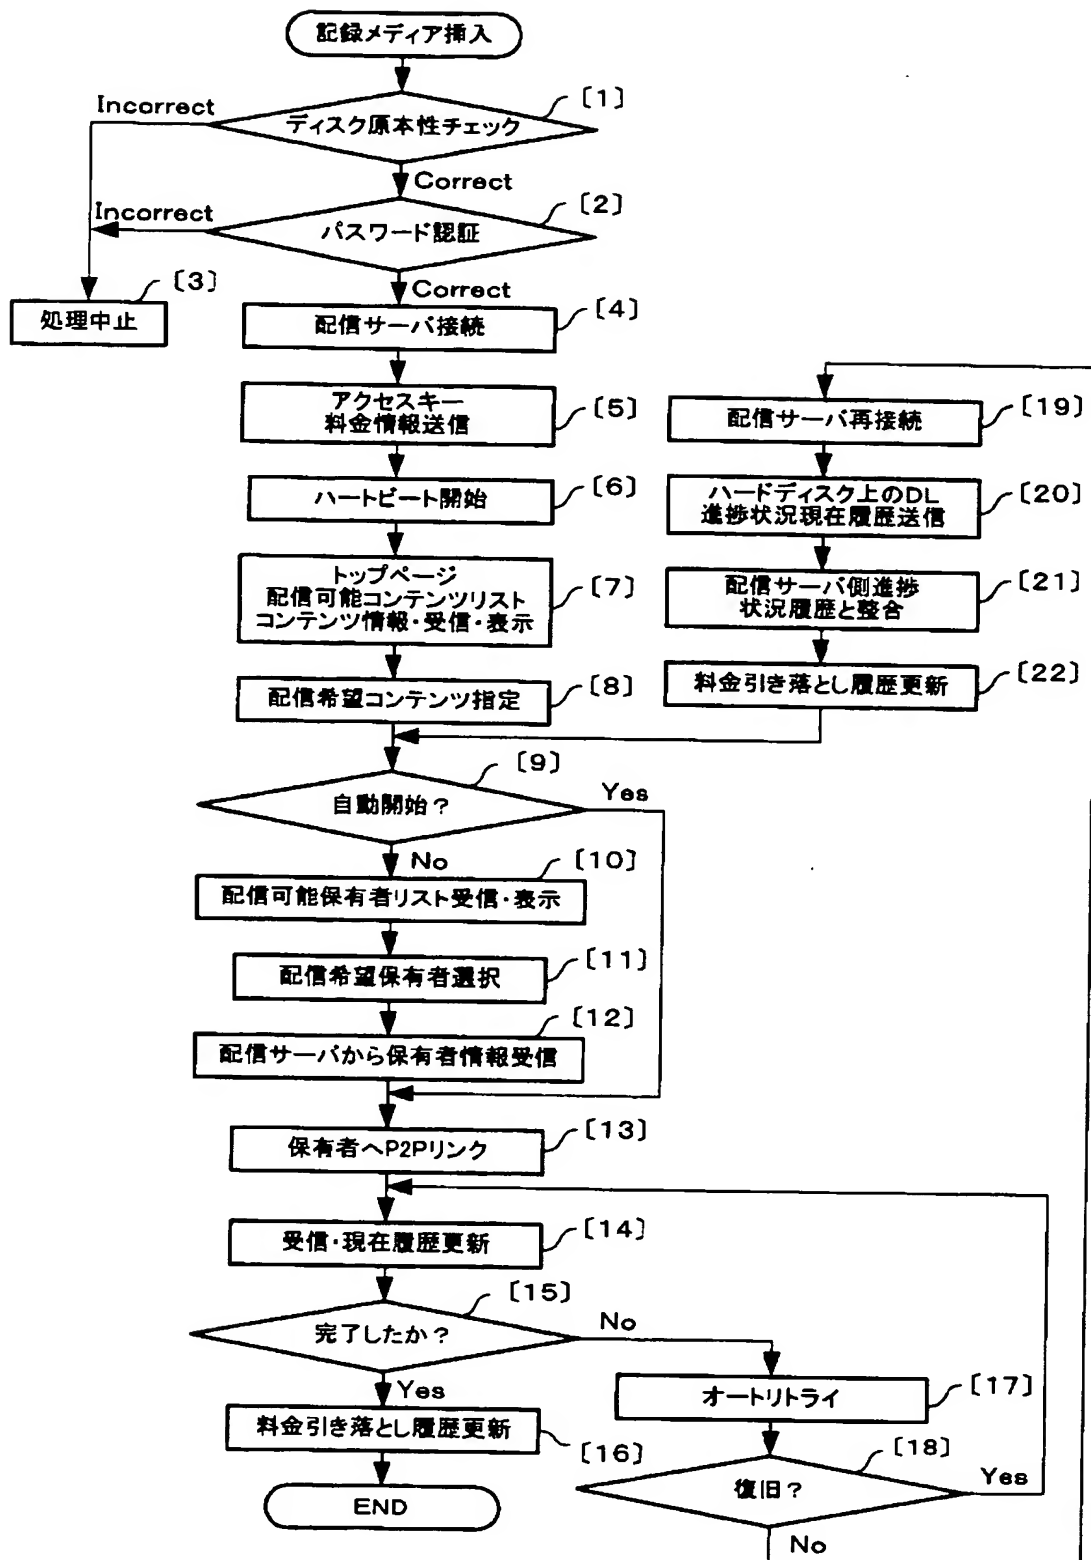 記録メディア挿入
Incorrect
〔1〕
ディスク原本性チェック
Correct
Incorrect
〔2〕
パスワード認証
〔3〕
Correct
処理中止
〔4〕
配信サーバ接続
アクセスキー
料金情報送信
〔5〕
ハートビート開始
〔6〕
トップページ
配信可能コンテンツリスト
コンテンツ情報・受信・表示
〔7〕
配信希望コンテンツ指定
〔8〕
配信サーバ再接続
〔19〕
ハードディスク上のDL
進捗状況現在履歴送信
〔20〕
配信サーバ側進捗
状況履歴と整合
〔21〕
料金引き落とし履歴更新
〔22〕
〔9〕
自動開始?
Yes
No
〔10〕
配信可能保有者リスト受信・表示
配信希望保有者選択
〔11〕
〔12〕
配信サーバから保有者情報受信
保有者へP2Pリンク
〔13〕
受信・現在履歴更新
〔14〕
〔15〕
完了したか?
No
Yes
料金引き落とし履歴更新
〔16〕
END
オートリトライ
〔17〕
〔18〕
復旧?
Yes
No